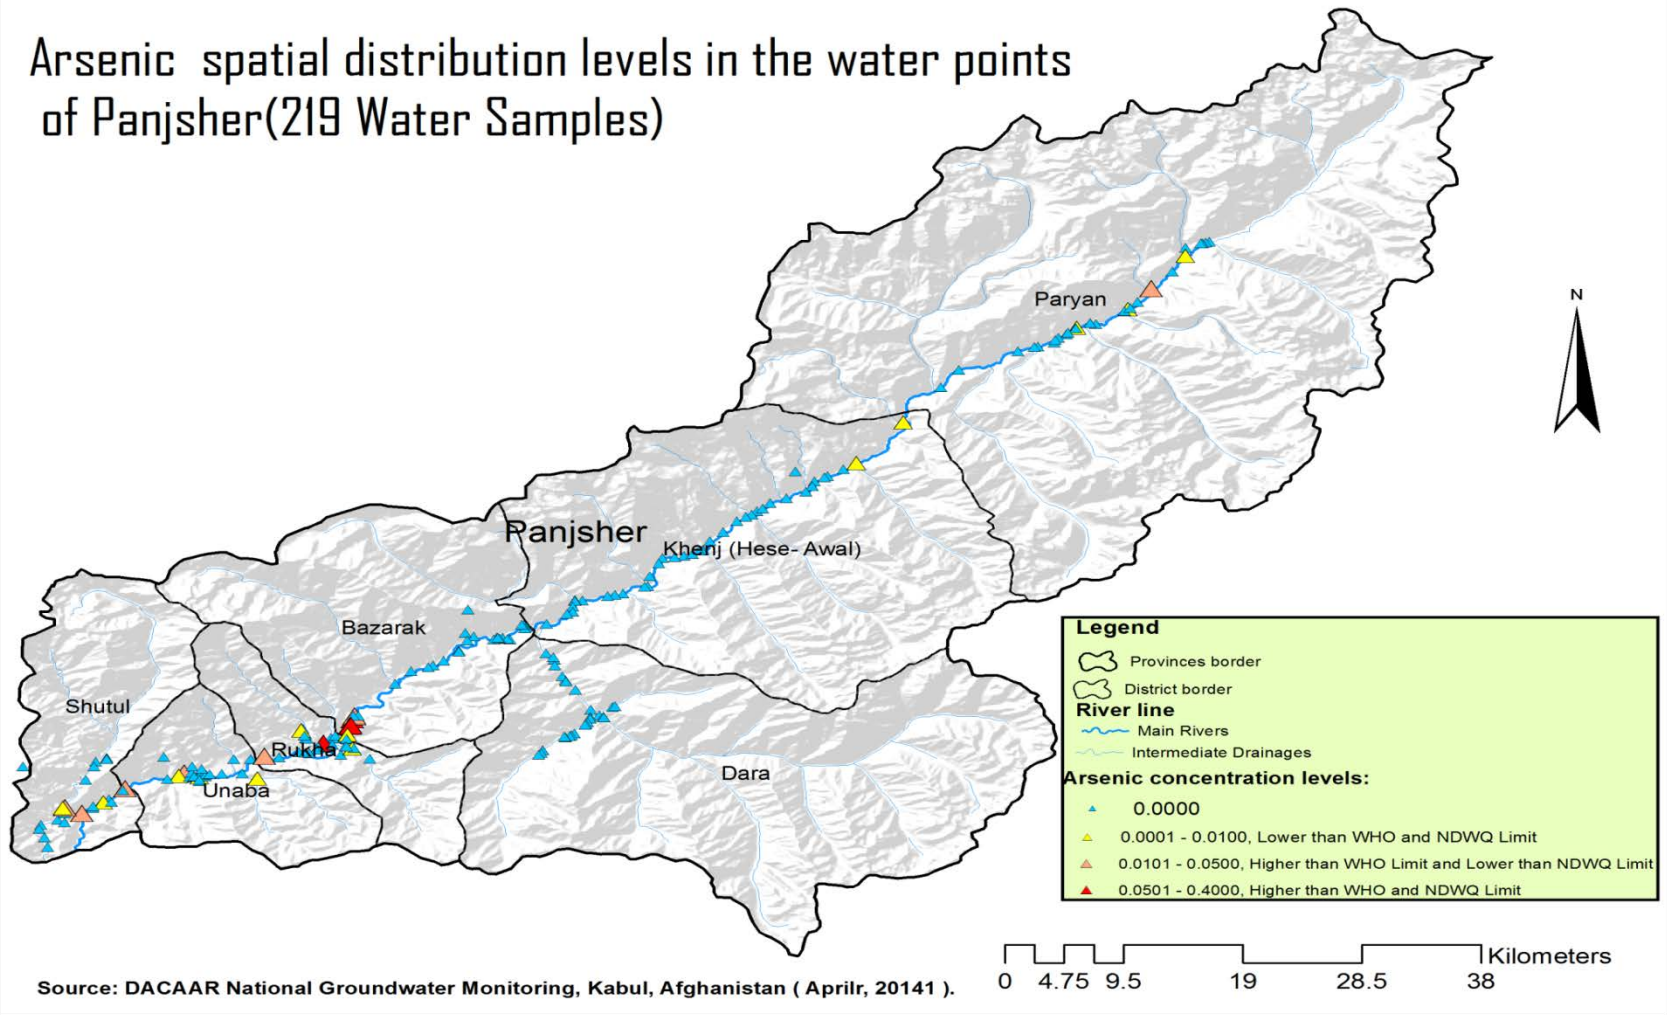 Arsenic spatial distribution levels in the water points
of Panjsher(219 Water Samples)
N
Paryan
Panjsher
Khenj (Hese- Awal)
Bazarak
Shutul
Rukha
Unaba
Dara
Legend
Provinces border
District border
River line
Main Rivers
Intermediate Drainages
Arsenic concentration levels:
0.0000
0.0001 - 0.0100, Lower than WHO and NDWQ Limit
0.0101 - 0.0500, Higher than WHO Limit and Lower than NDWQ Limit
0.0501 - 0.4000, Higher than WHO and NDWQ Limit
Kilometers
0 4.75 9.5 19 28.5 38
Source: DACAAR National Groundwater Monitoring, Kabul, Afghanistan ( Aprilr, 20141 ).